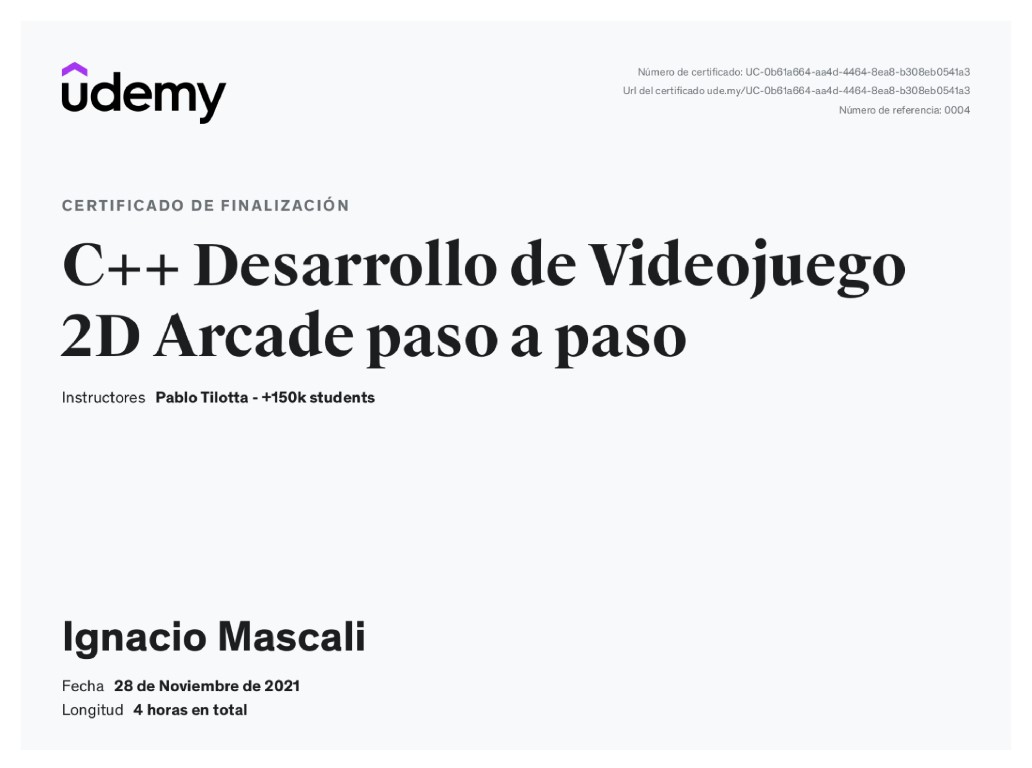 udemy
Número de certificado: UC-0b61a664-aa4d-4464-8ea8-b308eb0541a3
Url del certificado ude.my/UC-0b61a664-aa4d-4464-8ea8-b308eb0541a3
Número de referencia: 0004
CERTIFICADO DE FINALIZACIÓN
C++ Desarrollo de Videojuego
2D Arcade paso a paso
Instructores Pablo Tilotta - +150k students
Ignacio Mascali
Fecha 28 de Noviembre de 2021
Longitud 4 horas en total